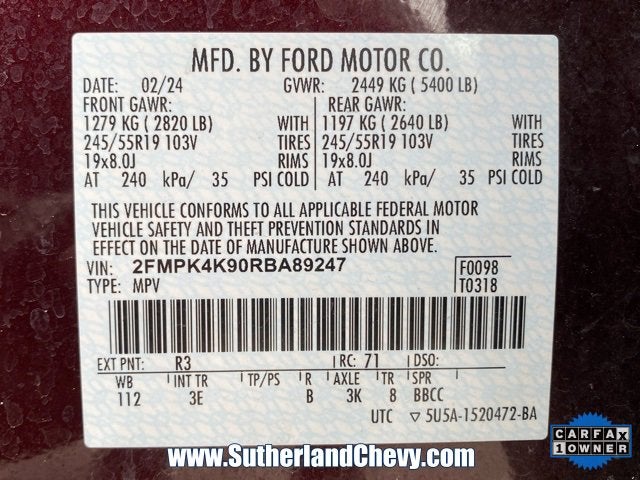 MFD. BY FORD MOTOR CO.
DATE: 02/24 GVWR: 2449 KG ( 5400 LB)
FRONT GAWR: REAR GAWR:
1279 KG ( 2820 LB) WITH 1197 KG ( 2640 LB) WITH
245/55R19 103V TIRES 245/55R19 103V TIRES
19x8.0J RIMS 19x8.0J RIMS
AT 240 kPa/ 35 PSI COLD AT 240 kPa/ 35 PSI COLD
THIS VEHICLE CONFORMS TO ALL APPLICABLE FEDERAL MOTOR
VEHICLE SAFETY AND THEFT PREVENTION STANDARDS IN
EFFECT ON THE DATE OF MANUFACTURE SHOWN ABOVE.
VIN: 2FMPK4K90RBA89247 F0098
TYPE: MPV T0318
EXT PNT: R3 RC: 71 DSO:
WB INT TR TP/PS R AXLE TR SPR
112 3E B 3K 8 BBCC
UTC ▽ 5U5A-1520472-BA
www.SutherlandChevy.com
CARFAX
1 OWNER